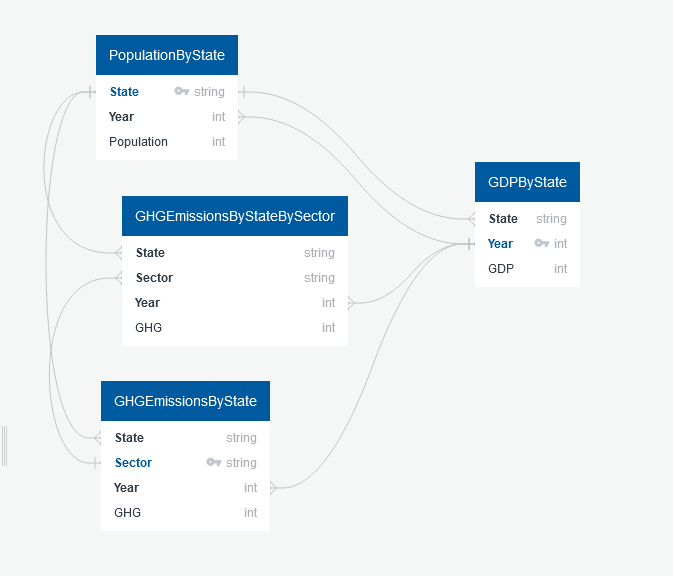 PopulationByState
State string
Year int
Population int
GDPByState
State string
Year int
GDP int
GHGEmissionsByStateBySector
State string
Sector string
Year int
GHG int
GHGEmissionsByState
State string
Sector string
Year int
GHG int